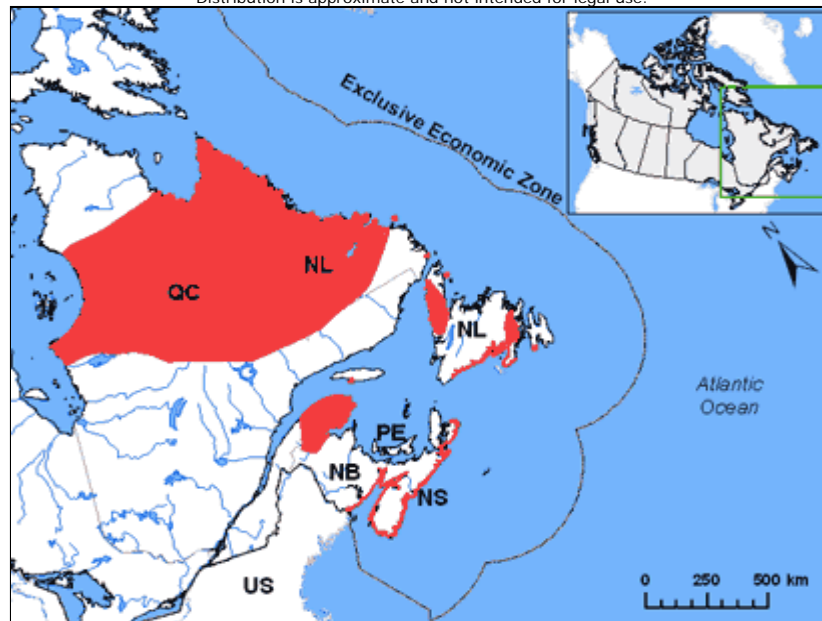 Distribution is approximate and not intended for legal use.
Exclusive Economic Zone
N
NL
QC
NL
Atlantic
Ocean
PE
NB
NS
US
0 250 500 km